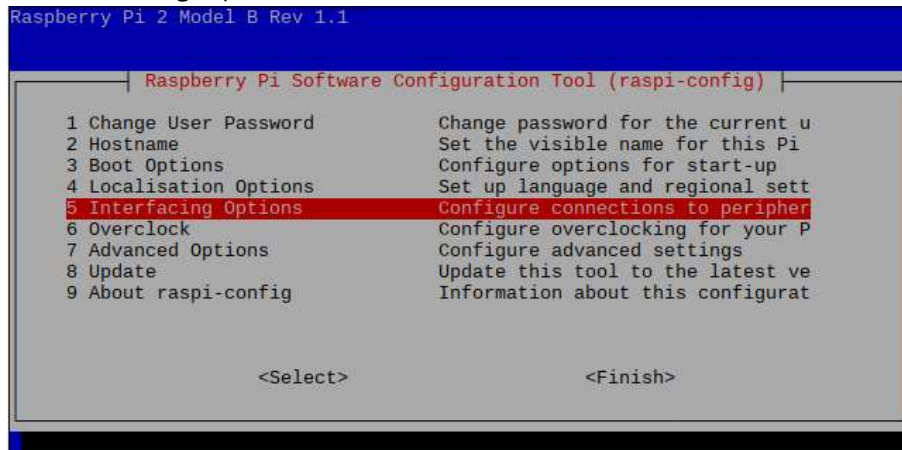 Raspberry Pi 2 Model B Rev 1.1
Raspberry Pi Software Configuration Tool (raspi-config)
1 Change User Password Change password for the current u
2 Hostname Set the visible name for this Pi
3 Boot Options Configure options for start-up
4 Localisation Options Set up language and regional sett
5 Interfacing Options Configure connections to peripher
6 Overclock Configure overclocking for your P
7 Advanced Options Configure advanced settings
8 Update Update this tool to the latest ve
9 About raspi-config Information about this configurat
<Select> <Finish>